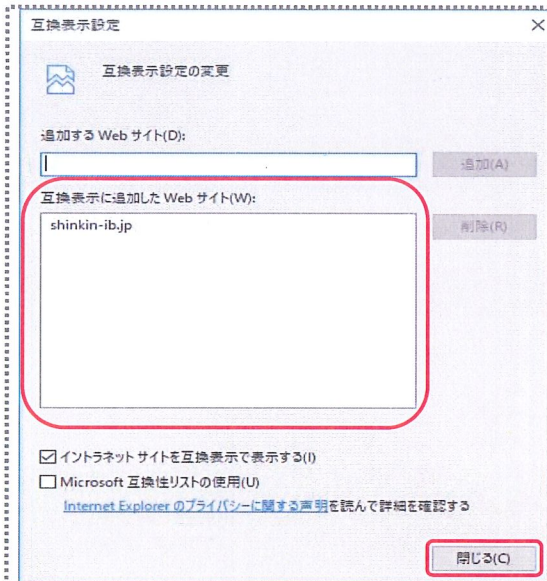 互換表示設定
互換表示設定の変更
追加する Web サイト(D):
追加(A)
互換表示に追加した Web サイト(W):
shinkin-ib.jp
削除(R)
イントラネット サイトを互換表示で表示する(I)
Microsoft 互換性リストの使用(U)
Internet Explorer のプライバシーに関する声明を読んで詳細を確認する
閉じる(C)